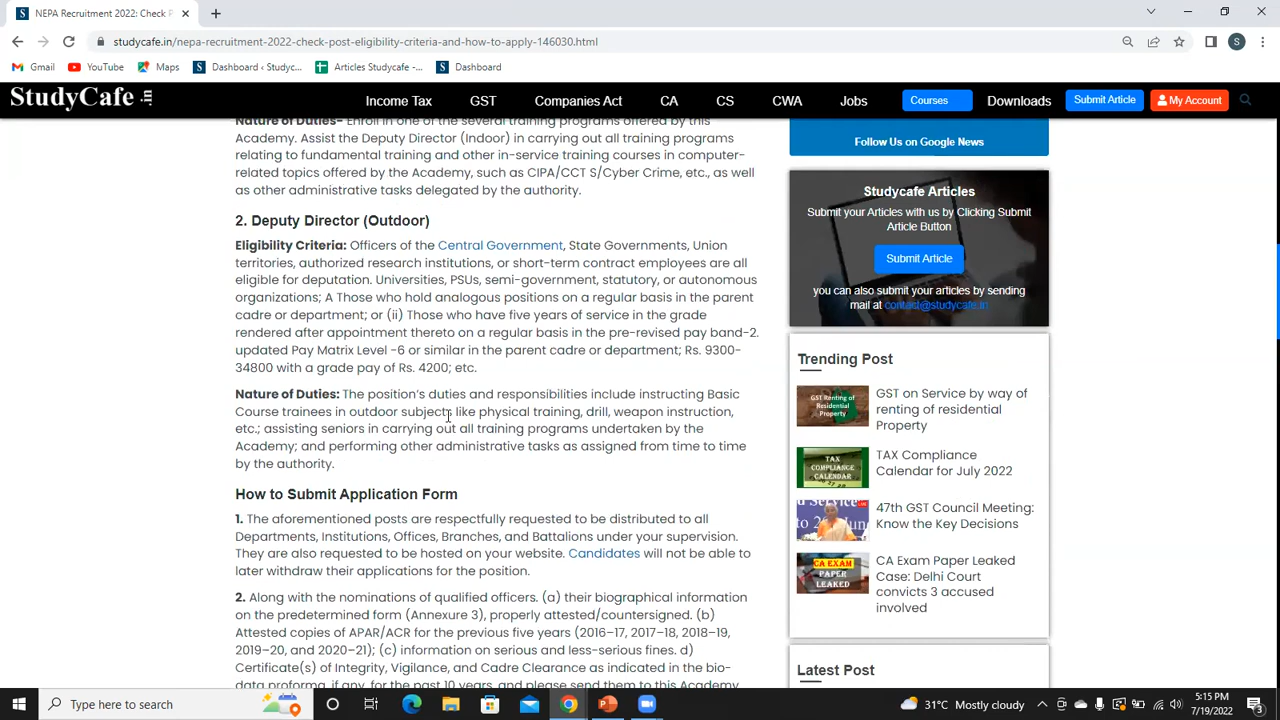 NEPA Recruitment 2022: Check P
studycafe.in/nepa-recruitment-2022-check-post-eligibility-criteria-and-how-to-apply-146030.html
S
Gmail
YouTube
Maps
Dashboard ‹ Studyc...
Articles Studycafe -...
Dashboard
StudyCafe .in
Income Tax
GST
Companies Act
CA
CS
CWA
Jobs
Courses
Downloads
Submit Article
My Account
Nature of Duties- Enroll in one of the several training programs offered by this
Academy. Assist the Deputy Director (Indoor) in carrying out all training programs
relating to fundamental training and other in-service training courses in computer-
related topics offered by the Academy, such as CIPA/CCT S/Cyber Crime, etc., as well
as other administrative tasks delegated by the authority.
2. Deputy Director (Outdoor)
Eligibility Criteria: Officers of the Central Government, State Governments, Union
territories, authorized research institutions, or short-term contract employees are all
eligible for deputation. Universities, PSUs, semi-government, statutory, or autonomous
organizations; A Those who hold analogous positions on a regular basis in the parent
cadre or department; or (ii) Those who have five years of service in the grade
rendered after appointment thereto on a regular basis in the pre-revised pay band-2.
updated Pay Matrix Level -6 or similar in the parent cadre or department; Rs. 9300-
34800 with a grade pay of Rs. 4200; etc.
Nature of Duties: The position's duties and responsibilities include instructing Basic
Course trainees in outdoor subjects like physical training, drill, weapon instruction,
etc.; assisting seniors in carrying out all training programs undertaken by the
Academy; and performing other administrative tasks as assigned from time to time
by the authority.
How to Submit Application Form
1. The aforementioned posts are respectfully requested to be distributed to all
Departments, Institutions, Offices, Branches, and Battalions under your supervision.
They are also requested to be hosted on your website. Candidates will not be able to
later withdraw their applications for the position.
2. Along with the nominations of qualified officers. (a) their biographical information
on the predetermined form (Annexure 3), properly attested/countersigned. (b)
Attested copies of APAR/ACR for the previous five years (2016–17, 2017–18, 2018–19,
2019–20, and 2020–21); (c) information on serious and less-serious fines. d)
Certificate(s) of Integrity, Vigilance, and Cadre Clearance as indicated in the bio-
data proforma, if any, for the past 10 years, and please send them to this Academy
Follow Us on Google News
Studycafe Articles
Submit your Articles with us by Clicking Submit
Article Button
Submit Article
you can also submit your articles by sending
mail at contact@studycafe.in
Trending Post
GST Renting of
Residential
Property
GST on Service by way of
renting of residential
Property
TAX
COMPLIANCE
CALENDAR
TAX Compliance
Calendar for July 2022
47th GST Council Meeting:
Know the Key Decisions
CA EXAM
PAPER
LEAKED
CA Exam Paper Leaked
Case: Delhi Court
convicts 3 accused
involved
Latest Post
Type here to search
31°C Mostly cloudy
5:15 PM
7/19/2022
3